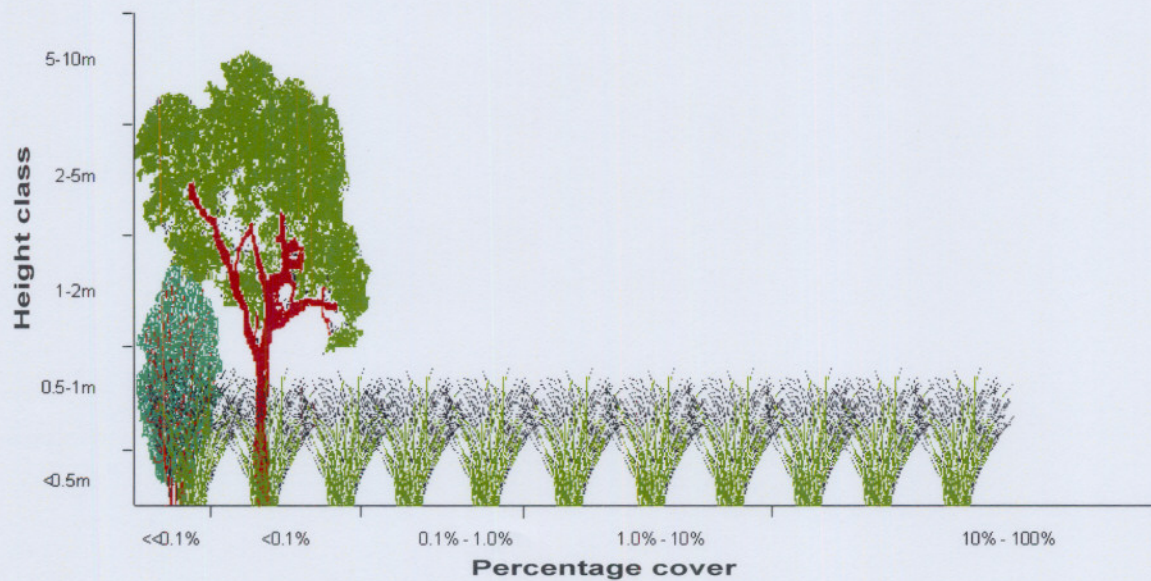 5-10m
2-5m
1-2m
0.5-1m
<0.5m
Height class
<<0.1%
<0.1%
0.1% - 1.0%
1.0% - 10%
10% - 100%
Percentage cover